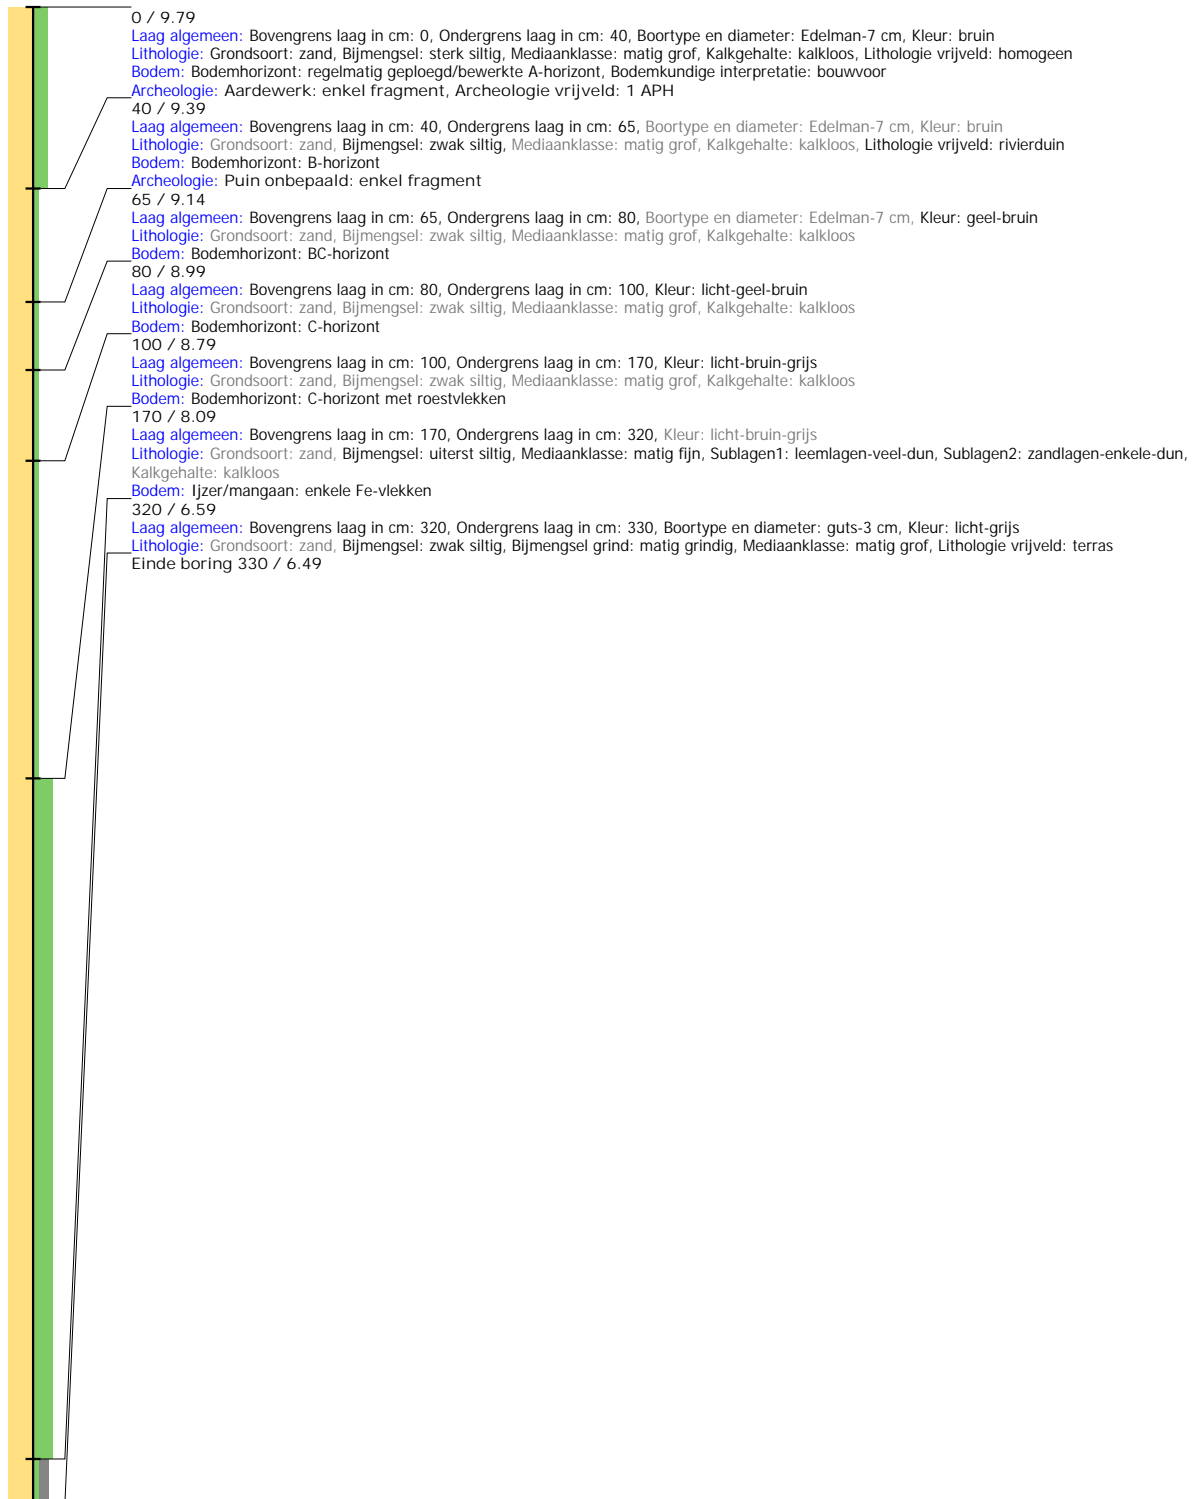 0 / 9.79
Laag algemeen: Bovengrens laag in cm: 0, Ondergrens laag in cm: 40, Boortype en diameter: Edelman-7 cm, Kleur: bruin
Lithologie: Grondsoort: zand, Bijmengsel: sterk siltig, Mediaanklasse: matig grof, Kalkgehalte: kalkloos, Lithologie vrijveld: homogeen
Bodem: Bodemhorizont: regelmatig geploegd/bewerkte A-horizont, Bodemkundige interpretatie: bouwvoor
Archeologie: Aardewerk: enkel fragment, Archeologie vrijveld: 1 APH
40 / 9.39
Laag algemeen: Bovengrens laag in cm: 40, Ondergrens laag in cm: 65, Boortype en diameter: Edelman-7 cm, Kleur: bruin
Lithologie: Grondsoort: zand, Bijmengsel: zwak siltig, Mediaanklasse: matig grof, Kalkgehalte: kalkloos, Lithologie vrijveld: rivierduin
Bodem: Bodemhorizont: B-horizont
Archeologie: Puin onbepaald: enkel fragment
65 / 9.14
Laag algemeen: Bovengrens laag in cm: 65, Ondergrens laag in cm: 80, Boortype en diameter: Edelman-7 cm, Kleur: geel-bruin
Lithologie: Grondsoort: zand, Bijmengsel: zwak siltig, Mediaanklasse: matig grof, Kalkgehalte: kalkloos
Bodem: Bodemhorizont: BC-horizont
80 / 8.99
Laag algemeen: Bovengrens laag in cm: 80, Ondergrens laag in cm: 100, Kleur: licht-geel-bruin
Lithologie: Grondsoort: zand, Bijmengsel: zwak siltig, Mediaanklasse: matig grof, Kalkgehalte: kalkloos
Bodem: Bodemhorizont: C-horizont
100 / 8.79
Laag algemeen: Bovengrens laag in cm: 100, Ondergrens laag in cm: 170, Kleur: licht-bruin-grijs
Lithologie: Grondsoort: zand, Bijmengsel: zwak siltig, Mediaanklasse: matig grof, Kalkgehalte: kalkloos
Bodem: Bodemhorizont: C-horizont met roestvlekken
170 / 8.09
Laag algemeen: Bovengrens laag in cm: 170, Ondergrens laag in cm: 320, Kleur: licht-bruin-grijs
Lithologie: Grondsoort: zand, Bijmengsel: uiterst siltig, Mediaanklasse: matig fijn, Sublagen1: leemlagen-veel-dun, Sublagen2: zandlagen-enkele-dun,
Kalkgehalte: kalkloos
Bodem: Ijzer/mangaan: enkele Fe-vlekken
320 / 6.59
Laag algemeen: Bovengrens laag in cm: 320, Ondergrens laag in cm: 330, Boortype en diameter: guts-3 cm, Kleur: licht-grijs
Lithologie: Grondsoort: zand, Bijmengsel: zwak siltig, Bijmengsel grind: matig grindig, Mediaanklasse: matig grof, Lithologie vrijveld: terras
Einde boring 330 / 6.49